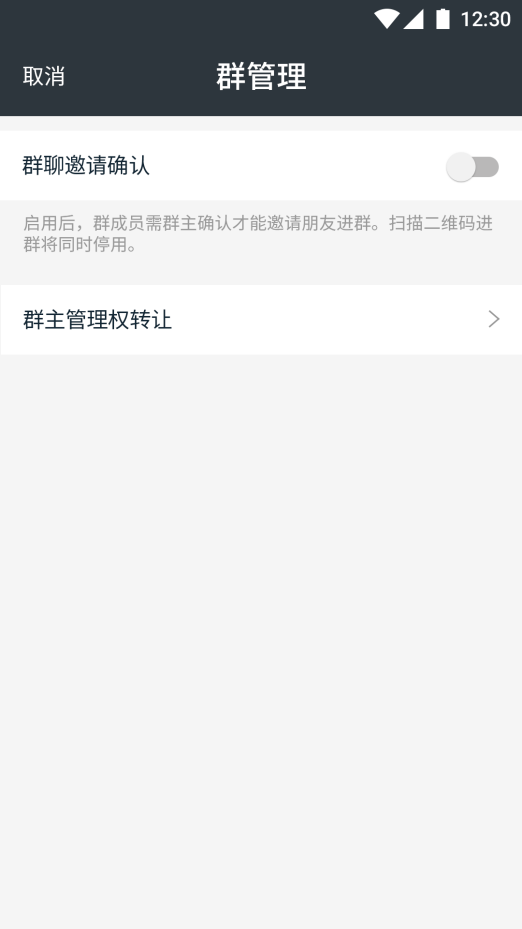 12:30
取消
群管理
群聊邀请确认
启用后，群成员需群主确认才能邀请朋友进群。扫描二维码进
群将同时停用。
群主管理权转让